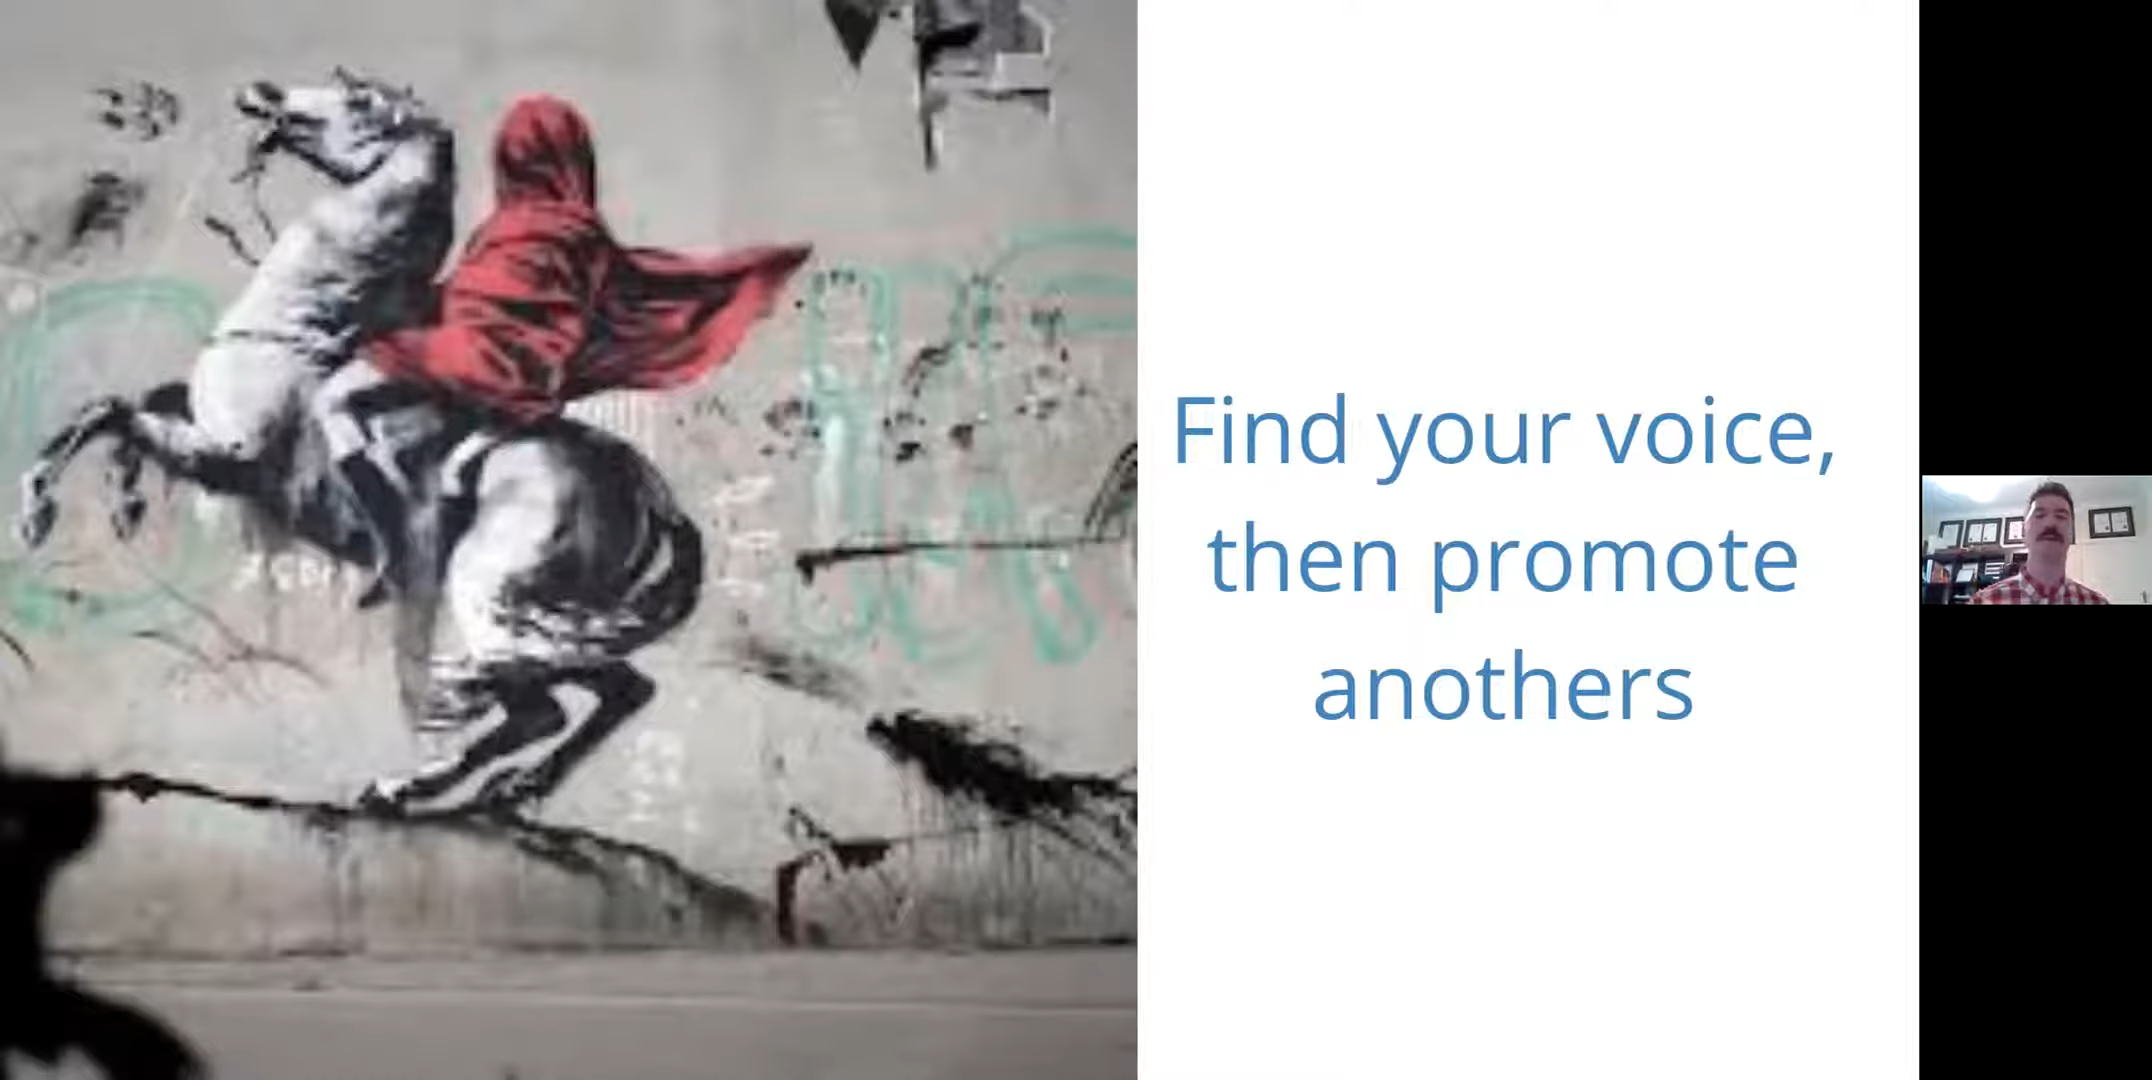 Find your voice,
then promote
anothers